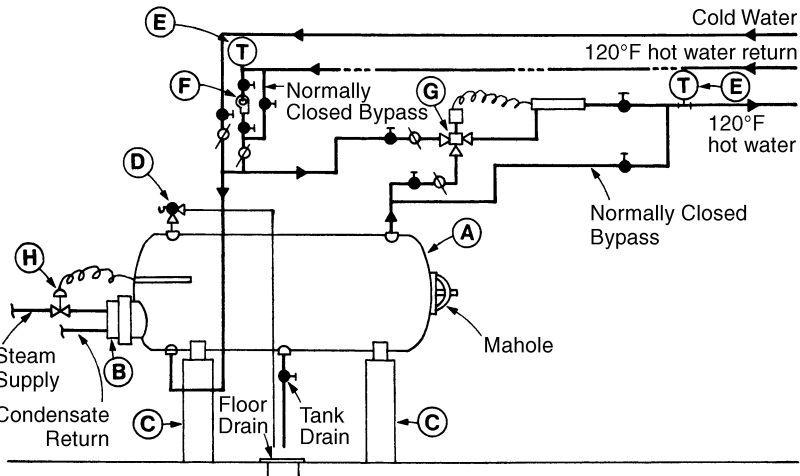 Cold Water
E
T
120°F hot water return
F
Normally
Closed Bypass
G
T
E
120°F
hot water
D
Normally Closed
Bypass
A
H
Mahole
Steam
Supply
B
Condensate
Return
C
Floor
Drain
Tank
Drain
C